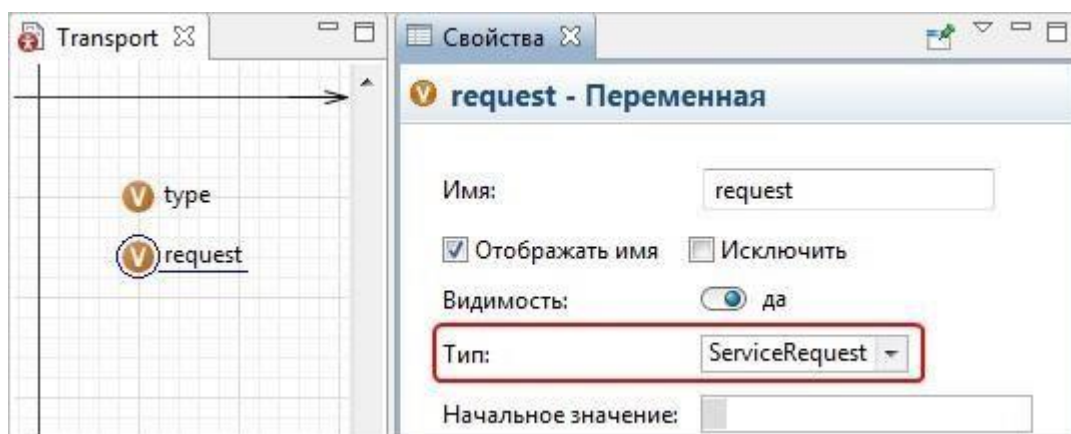 Transport
type
request
Свойства
request - Переменная
Имя: request
Отображать имя Исключить
Видимость: да
Тип: ServiceRequest
Начальное значение: